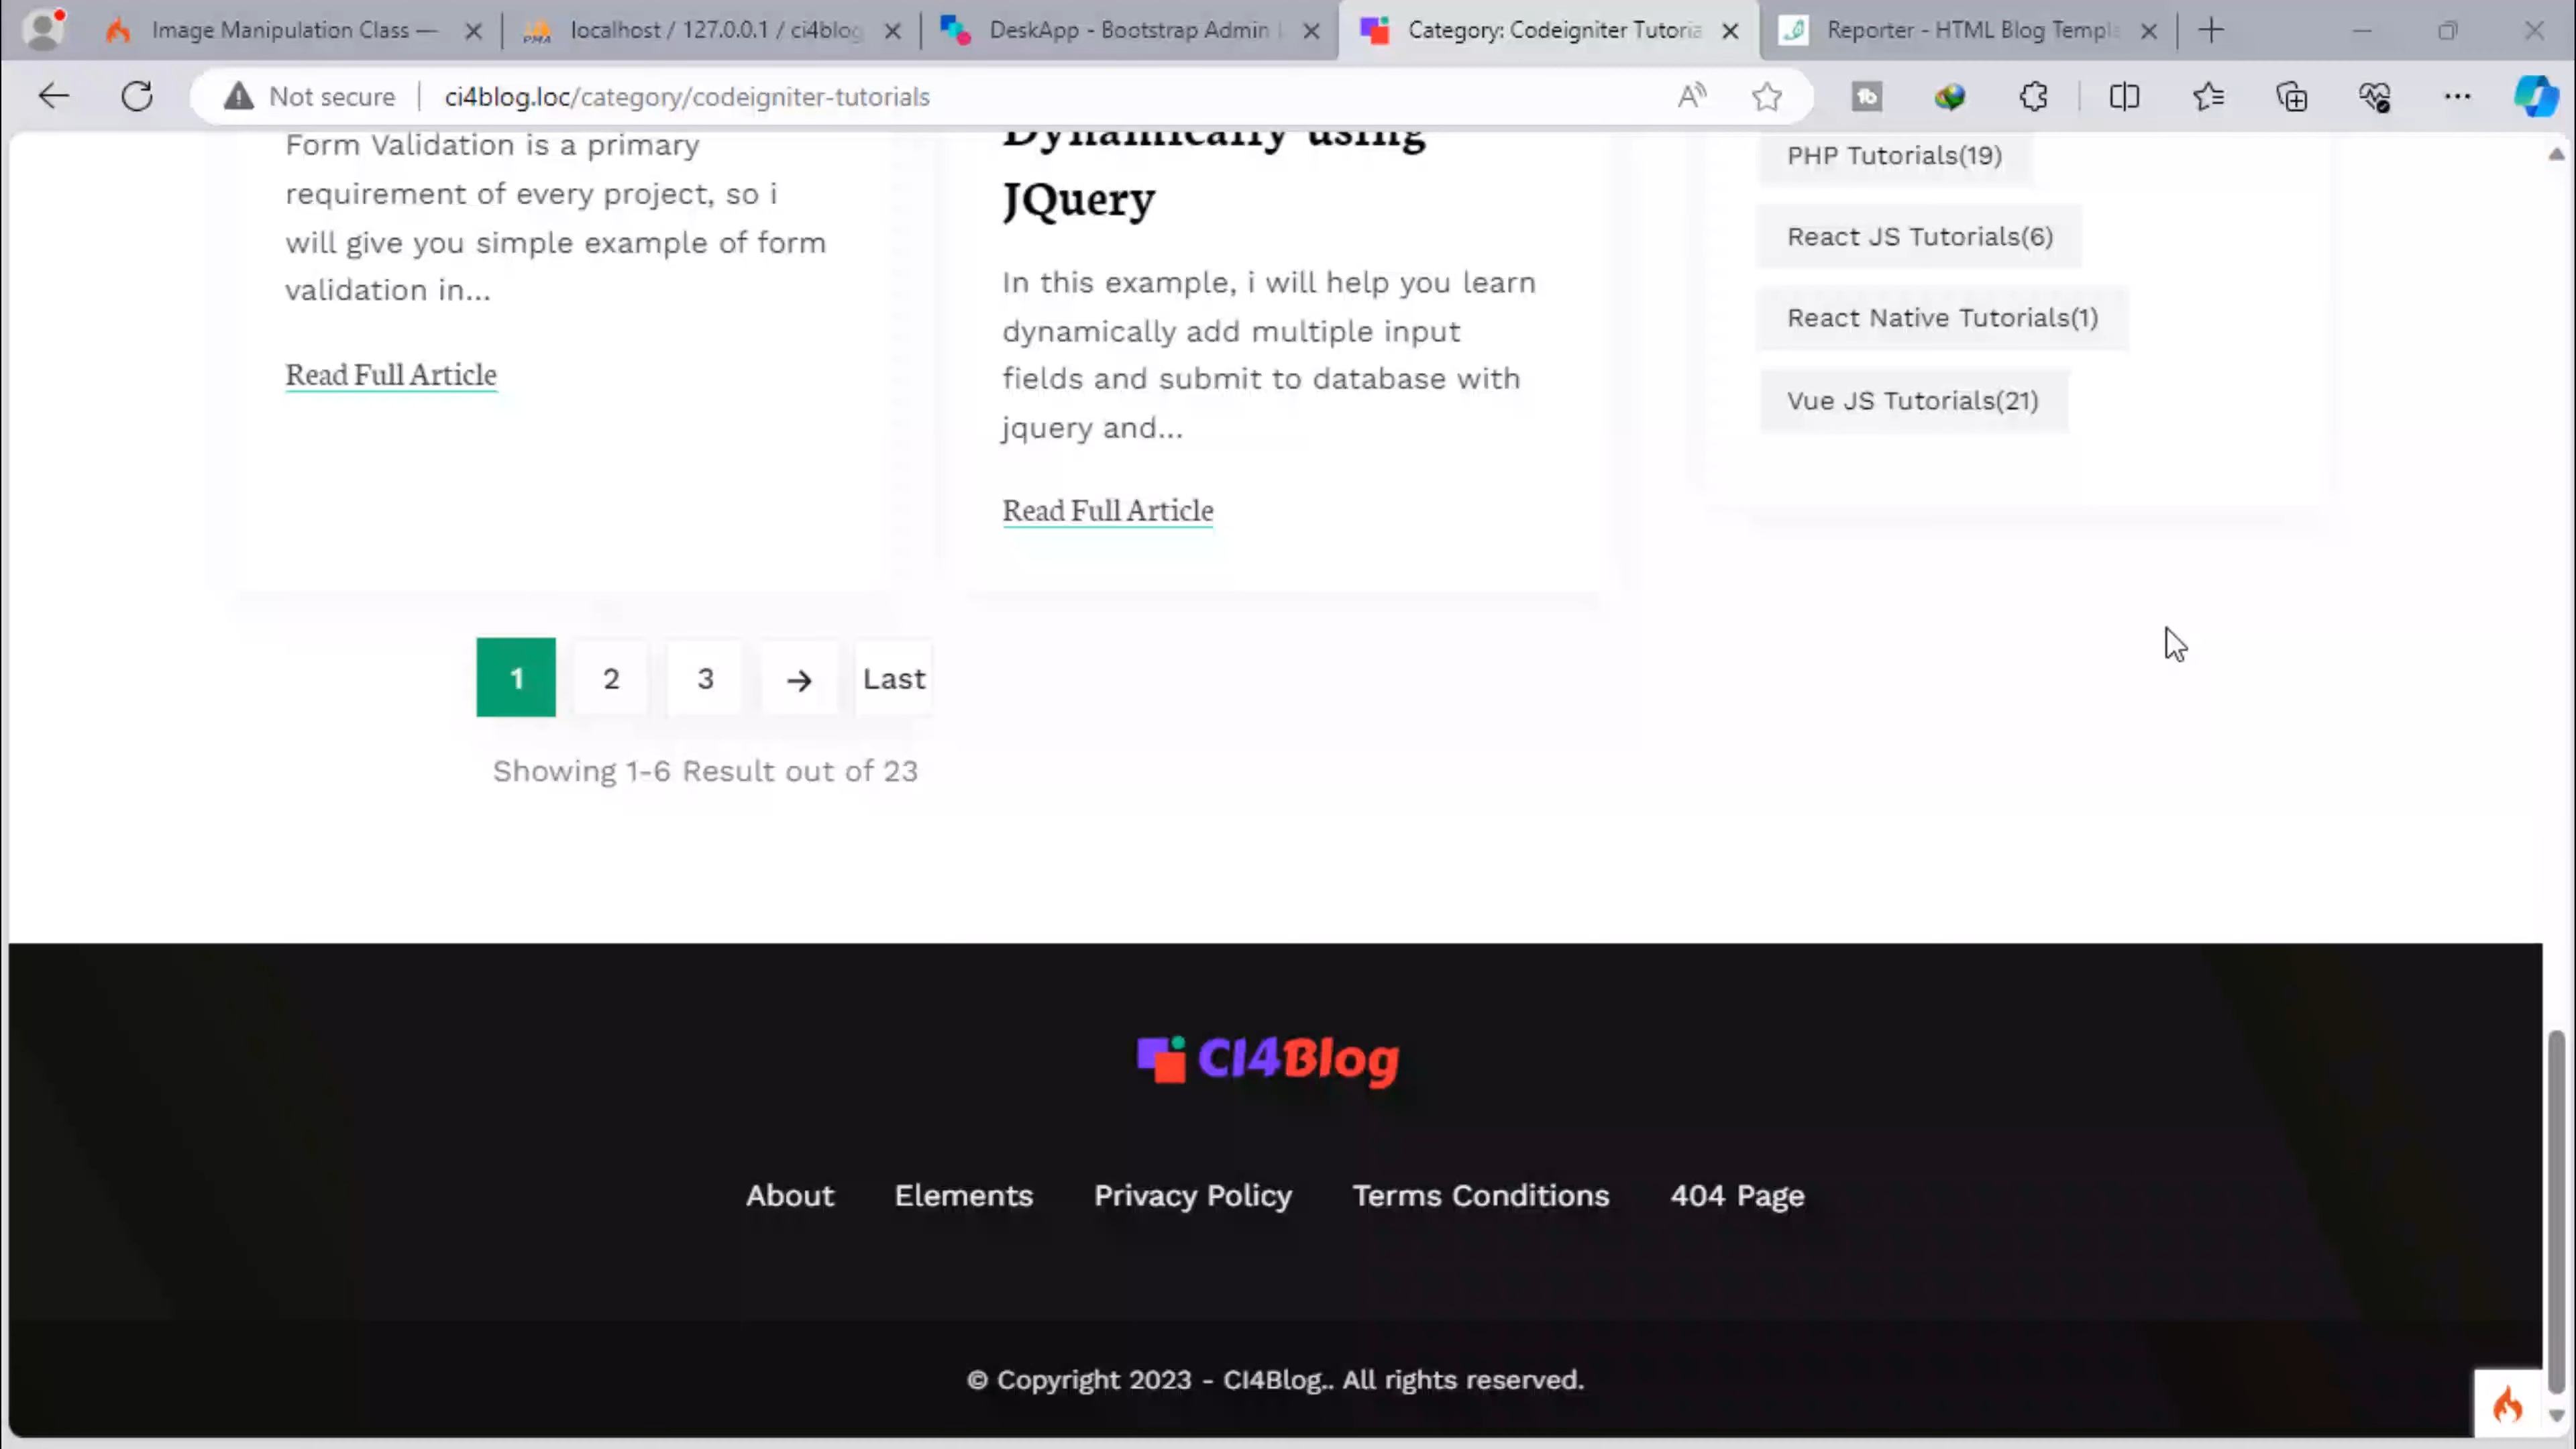 Image Manipulation Class —
localhost / 127.0.0.1 / ci4blog
DeskApp - Bootstrap Admin
Category: Codeigniter Tutoria
Reporter - HTML Blog Templ
Not secure
ci4blog.loc/category/codeigniter-tutorials
Form Validation is a primary
requirement of every project, so i
will give you simple example of form
validation in...
Read Full Article
Dynamically using
JQuery
In this example, i will help you learn
dynamically add multiple input
fields and submit to database with
jquery and...
Read Full Article
PHP Tutorials(19)
React JS Tutorials(6)
React Native Tutorials(1)
Vue JS Tutorials(21)
1 2 3 → Last
Showing 1-6 Result out of 23
CI4Blog
About Elements Privacy Policy Terms Conditions 404 Page
© Copyright 2023 - CI4Blog.. All rights reserved.